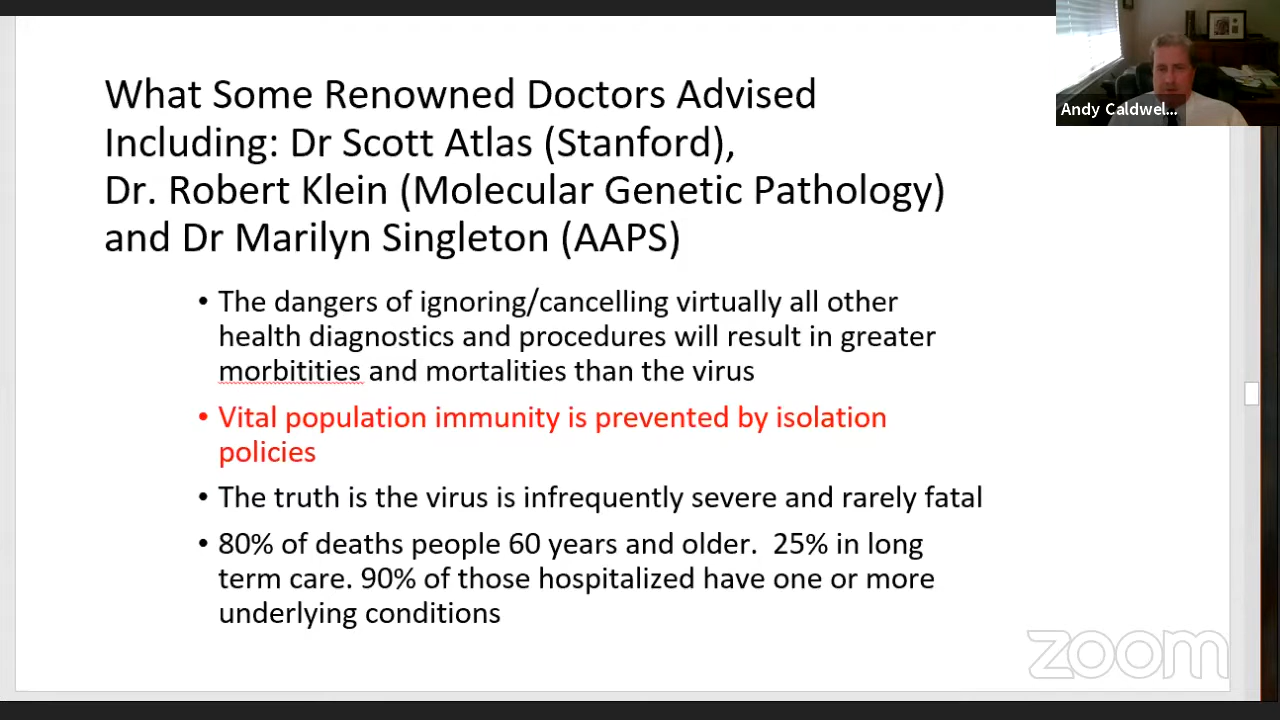 What Some Renowned Doctors Advised
Including: Dr Scott Atlas (Stanford),
Dr. Robert Klein (Molecular Genetic Pathology)
and Dr Marilyn Singleton (AAPS)
• The dangers of ignoring/cancelling virtually all other
health diagnostics and procedures will result in greater
morbitities and mortalities than the virus
• Vital population immunity is prevented by isolation
policies
• The truth is the virus is infrequently severe and rarely fatal
• 80% of deaths people 60 years and older. 25% in long
term care. 90% of those hospitalized have one or more
underlying conditions
Andy Caldwel...
zoom